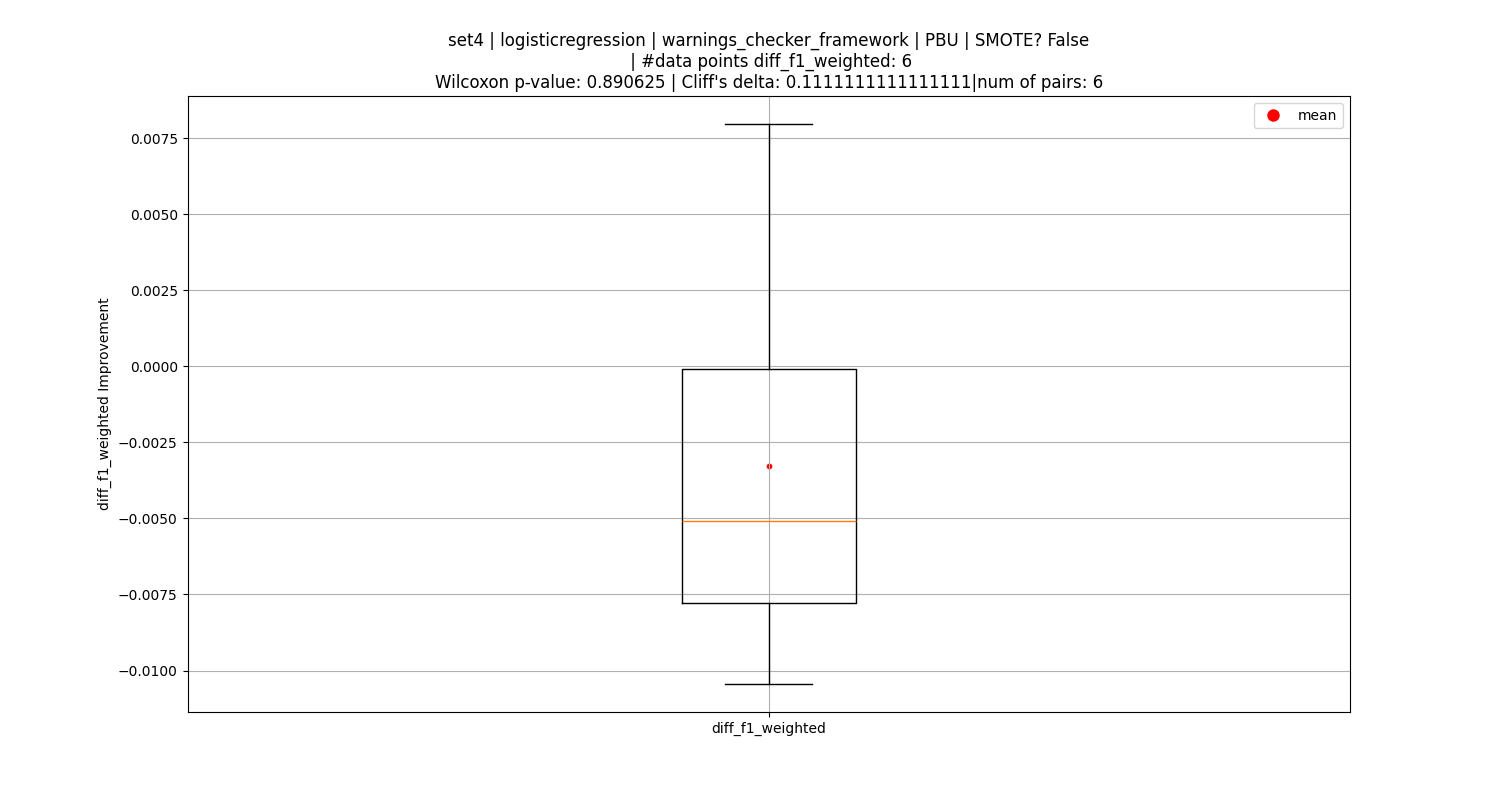 set4 | logisticregression | warnings_checker_framework | PBU | SMOTE? False
| #data points diff_f1_weighted: 6
Wilcoxon p-value: 0.890625 | Cliff's delta: 0.1111111111111111|num of pairs: 6
mean
0.0075
0.0050
0.0025
0.0000
−0.0025
−0.0050
−0.0075
−0.0100
diff_f1_weighted Improvement
diff_f1_weighted